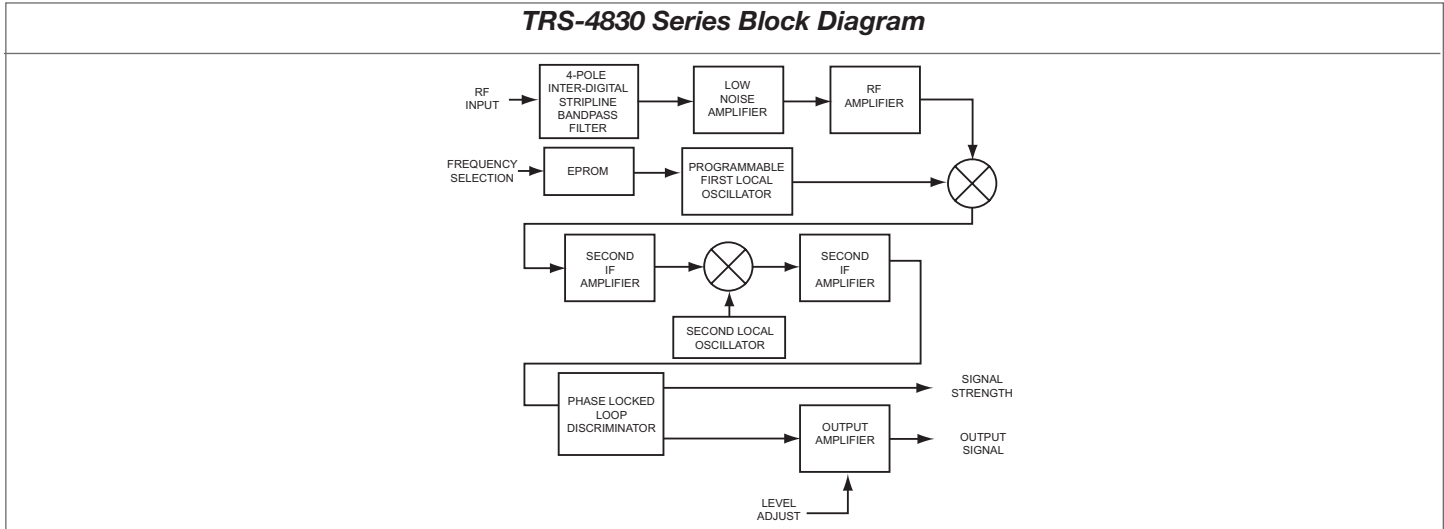 TRS-4830 Series Block Diagram
RF
INPUT
4-POLE
INTER-DIGITAL
STRIPLINE
BANDPASS
FILTER
LOW
NOISE
AMPLIFIER
RF
AMPLIFIER
FREQUENCY
SELECTION
EPROM
PROGRAMMABLE
FIRST LOCAL
OSCILLATOR
SECOND
IF
AMPLIFIER
SECOND
IF
AMPLIFIER
SECOND LOCAL
OSCILLATOR
PHASE LOCKED
LOOP
DISCRIMINATOR
SIGNAL
STRENGTH
OUTPUT
AMPLIFIER
OUTPUT
SIGNAL
LEVEL
ADJUST